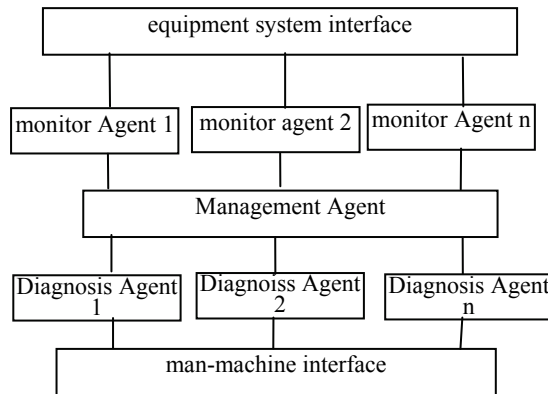 equipment system interface
monitor Agent 1
monitor agent 2
monitor Agent n
Management Agent
Diagnosis Agent
1
Diagnoiss Agent
2
Diagnosis Agent
n
man-machine interface